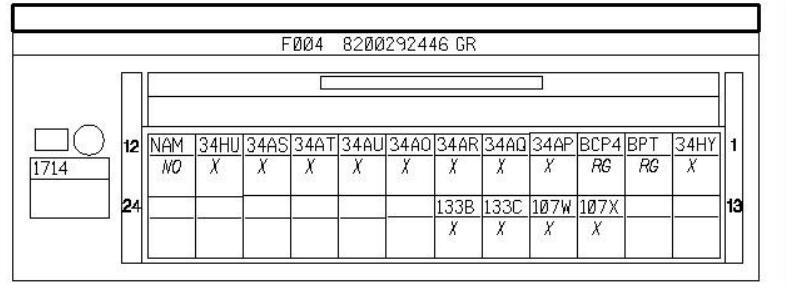 FØØ4 82ØØ292446 GR
12 NAM 34HU 34AS 34AT 34AU 34AO 34AR 34AQ 34AP BCP4 BPT 34HY 1
1714 NO X X X X X X X X RG RG X
24 133B 133C 1Ø7W 1Ø7X 13
X X X X